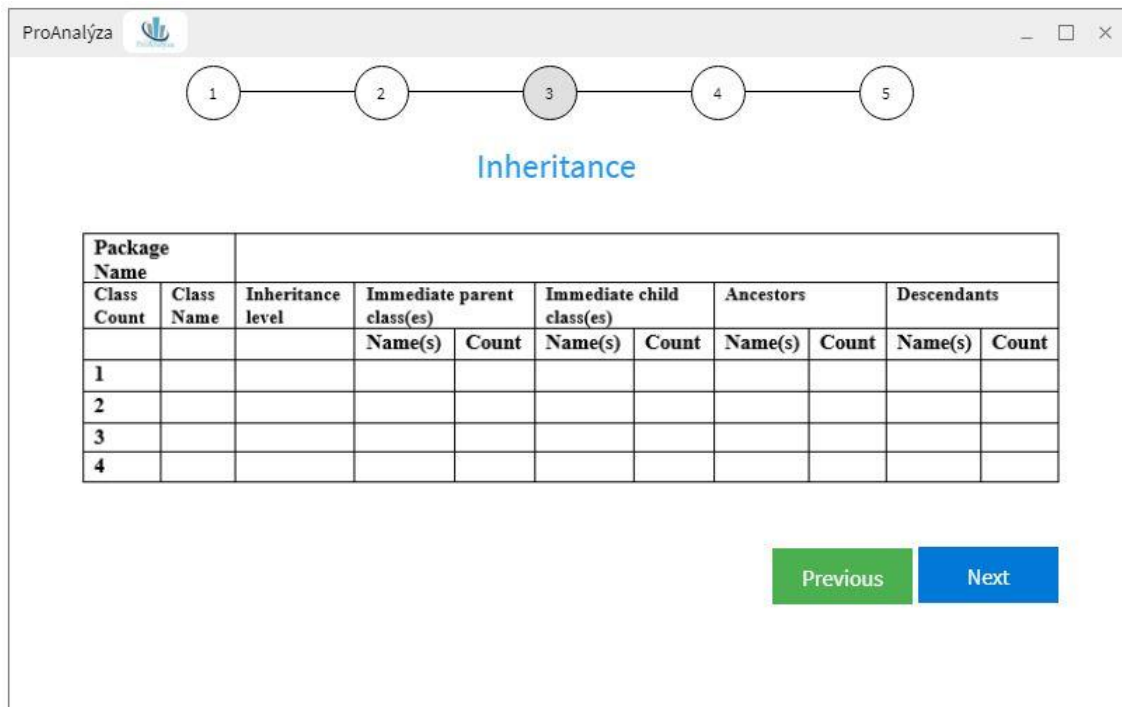 ProAnalýza
1 2 3 4 5
Inheritance
Package
Name
Class Class Inheritance Immediate parent Immediate child Ancestors Descendants
Count Name level class(es) class(es)
Name(s) Count Name(s) Count Name(s) Count Name(s) Count
1
2
3
4
Previous Next